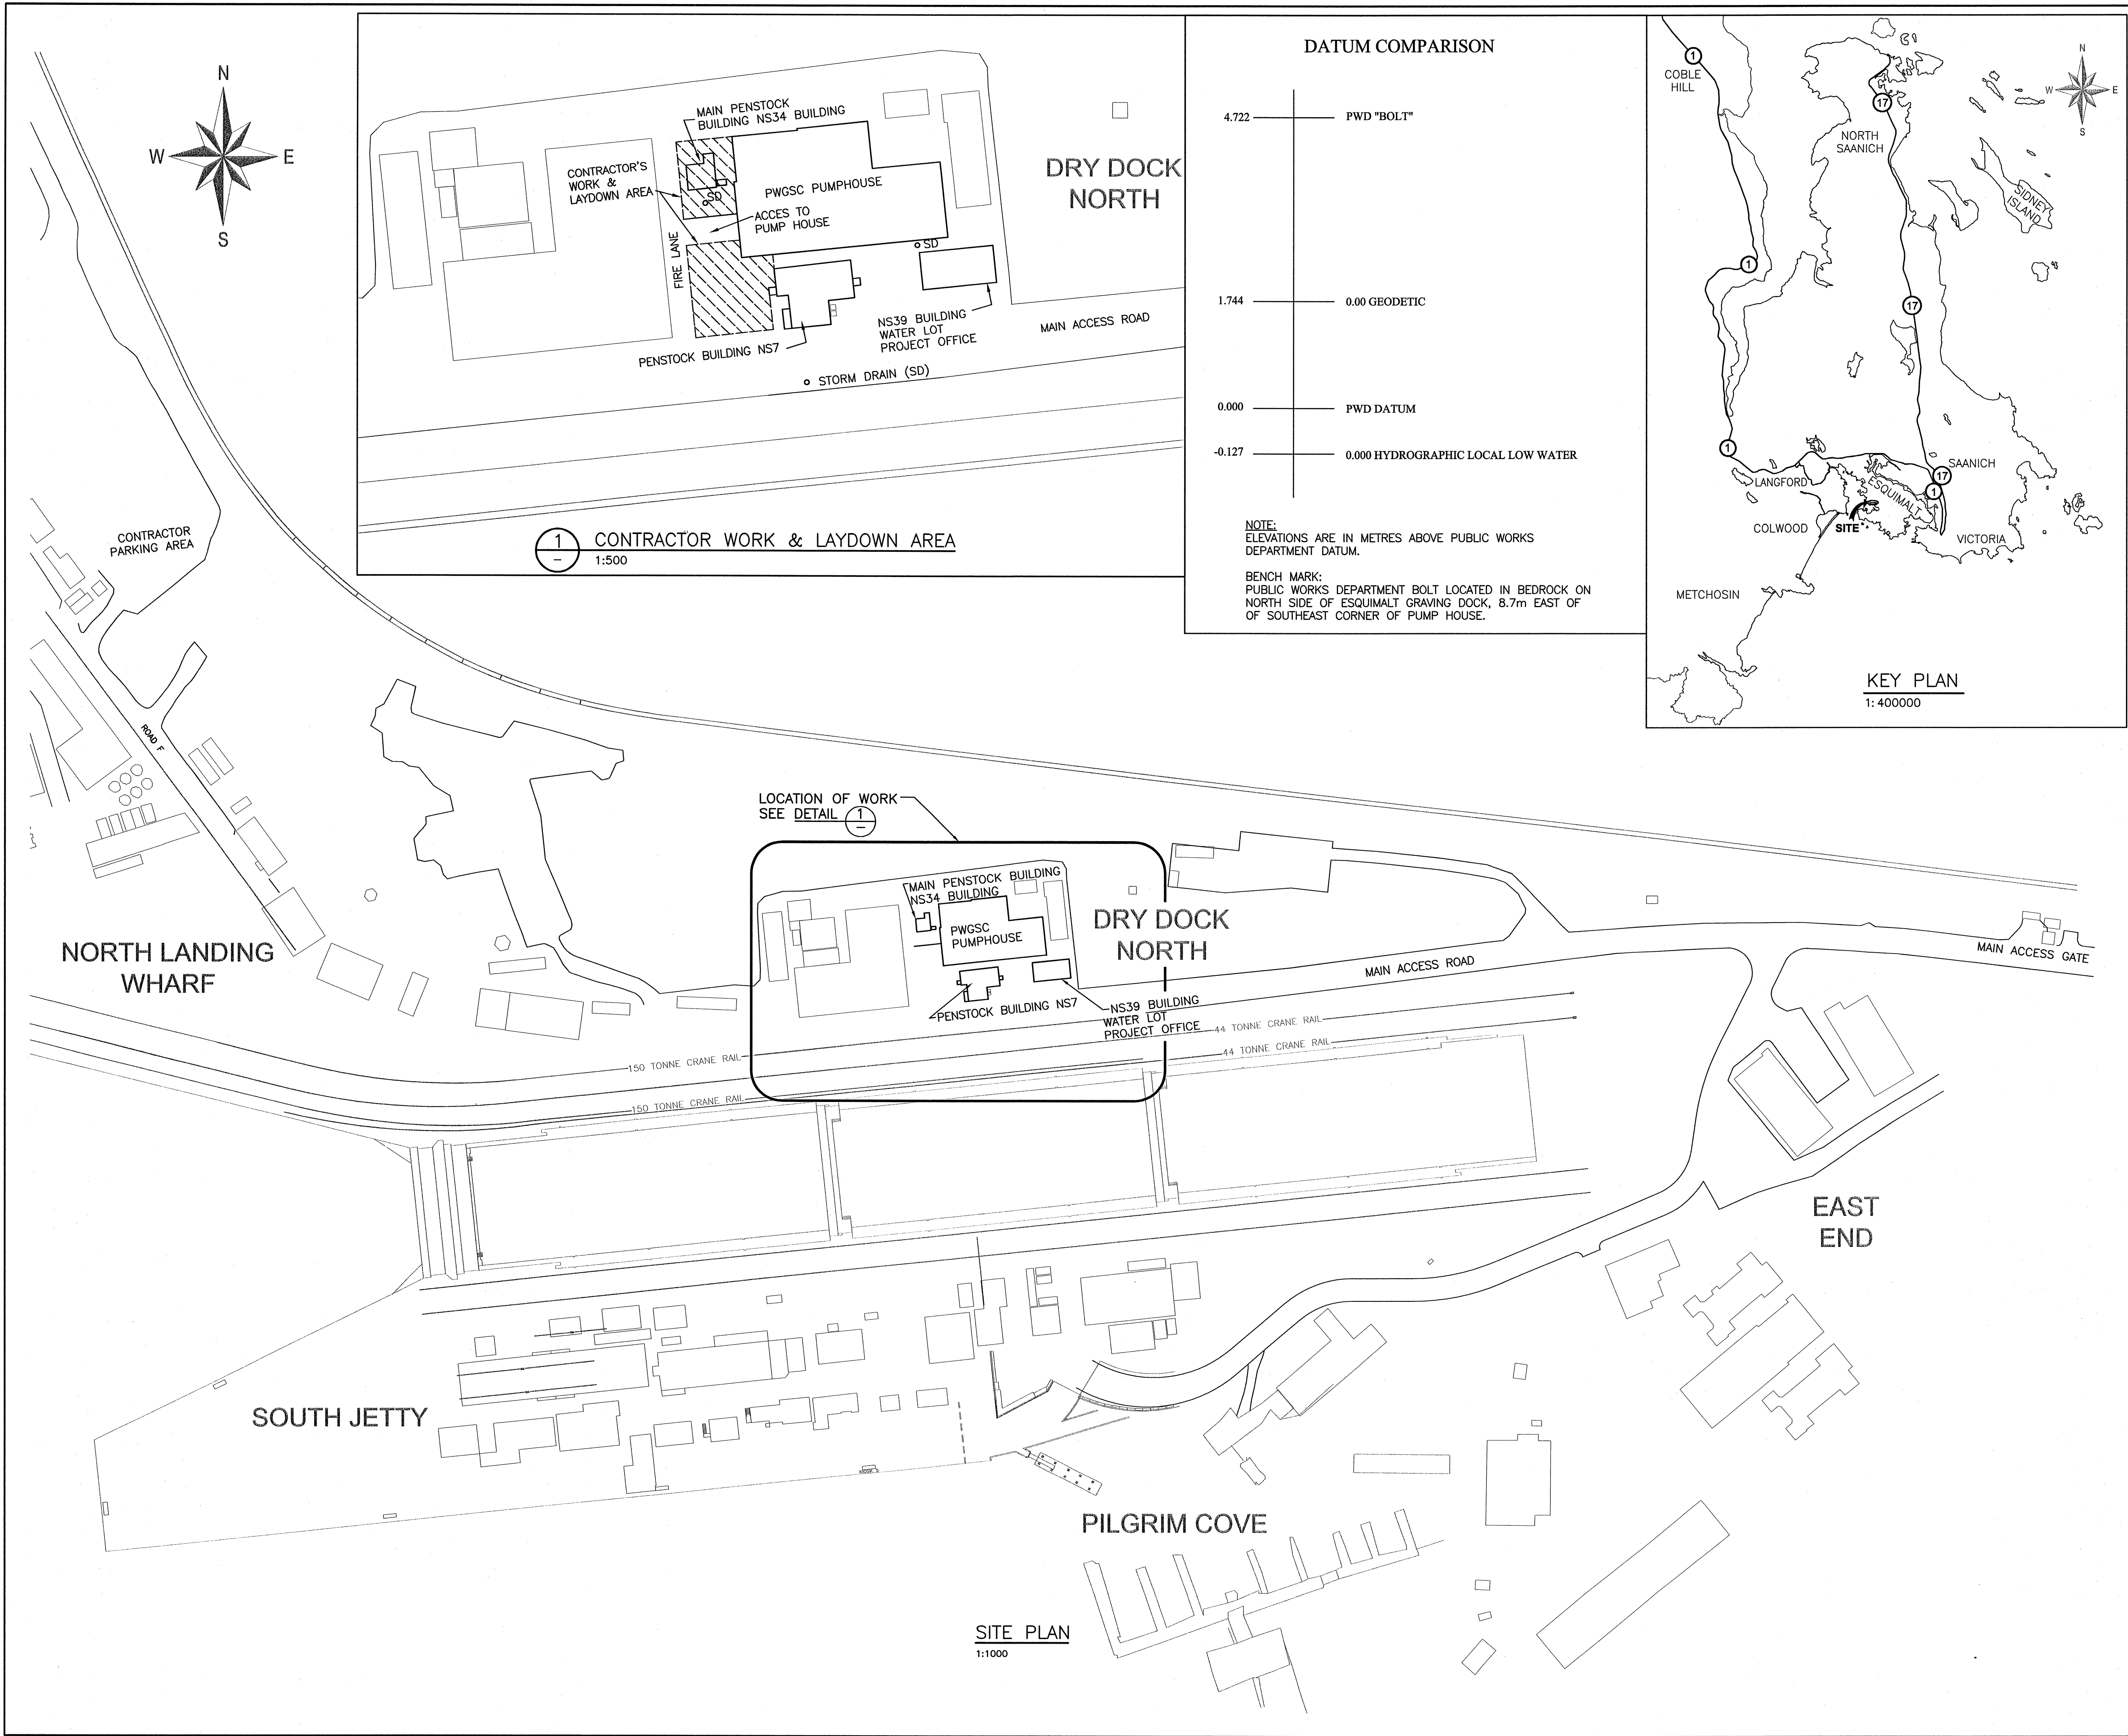 N
W
E
S
MAIN PENSTOCK
BUILDING NS34 BUILDING
CONTRACTOR'S
WORK &
LAYDOWN AREA
SD
PWGSC PUMPHOUSE
ACCES TO
PUMP HOUSE
FIRE LANE
SD
DRY DOCK
NORTH
NS39 BUILDING
WATER LOT
PROJECT OFFICE
MAIN ACCESS ROAD
PENSTOCK BUILDING NS7
STORM DRAIN (SD)
1
–
CONTRACTOR WORK & LAYDOWN AREA
1:500
DATUM COMPARISON
4.722 PWD "BOLT"
1.744 0.00 GEODETIC
0.000 PWD DATUM
-0.127 0.000 HYDROGRAPHIC LOCAL LOW WATER
NOTE:
ELEVATIONS ARE IN METRES ABOVE PUBLIC WORKS
DEPARTMENT DATUM.
BENCH MARK:
PUBLIC WORKS DEPARTMENT BOLT LOCATED IN BEDROCK ON
NORTH SIDE OF ESQUIMALT GRAVING DOCK, 8.7m EAST OF
OF SOUTHEAST CORNER OF PUMP HOUSE.
1
COBLE
HILL
17
NORTH
SAANICH
N
W
E
S
SIDNEY
ISLAND
1
17
1
SAANICH
17
1
LANGFORD
ESQUIMALT
COLWOOD
SITE
VICTORIA
METCHOSIN
KEY PLAN
1: 400000
CONTRACTOR
PARKING AREA
ROAD F
LOCATION OF WORK
SEE DETAIL 1
–
MAIN PENSTOCK BUILDING
NS34 BUILDING
PWGSC
PUMPHOUSE
DRY DOCK
NORTH
PENSTOCK BUILDING NS7
NS39 BUILDING
WATER LOT
PROJECT OFFICE
MAIN ACCESS ROAD
MAIN ACCESS GATE
NORTH LANDING
WHARF
44 TONNE CRANE RAIL
44 TONNE CRANE RAIL
150 TONNE CRANE RAIL
150 TONNE CRANE RAIL
EAST
END
SOUTH JETTY
PILGRIM COVE
SITE PLAN
1:1000